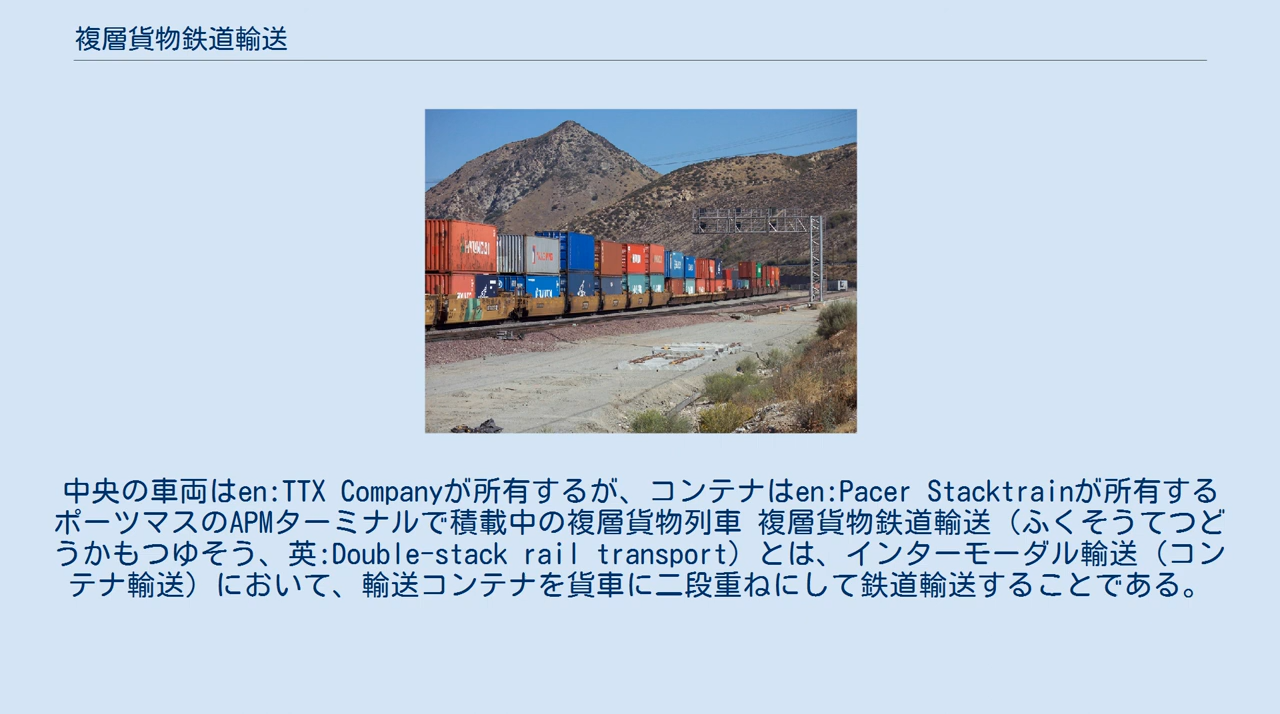 複層貨物鉄道輸送
HYUNDAI
中央の車両はen:TTX Companyが所有するが、コンテナはen:Pacer Stacktrainが所有する
ポーツマスのAPMターミナルで積載中の複層貨物列車 複層貨物鉄道輸送（ふくそうてつど
うかもつゆそう、英:Double-stack rail transport）とは、インターモーダル輸送（コン
テナ輸送）において、輸送コンテナを貨車に二段重ねにして鉄道輸送することである。